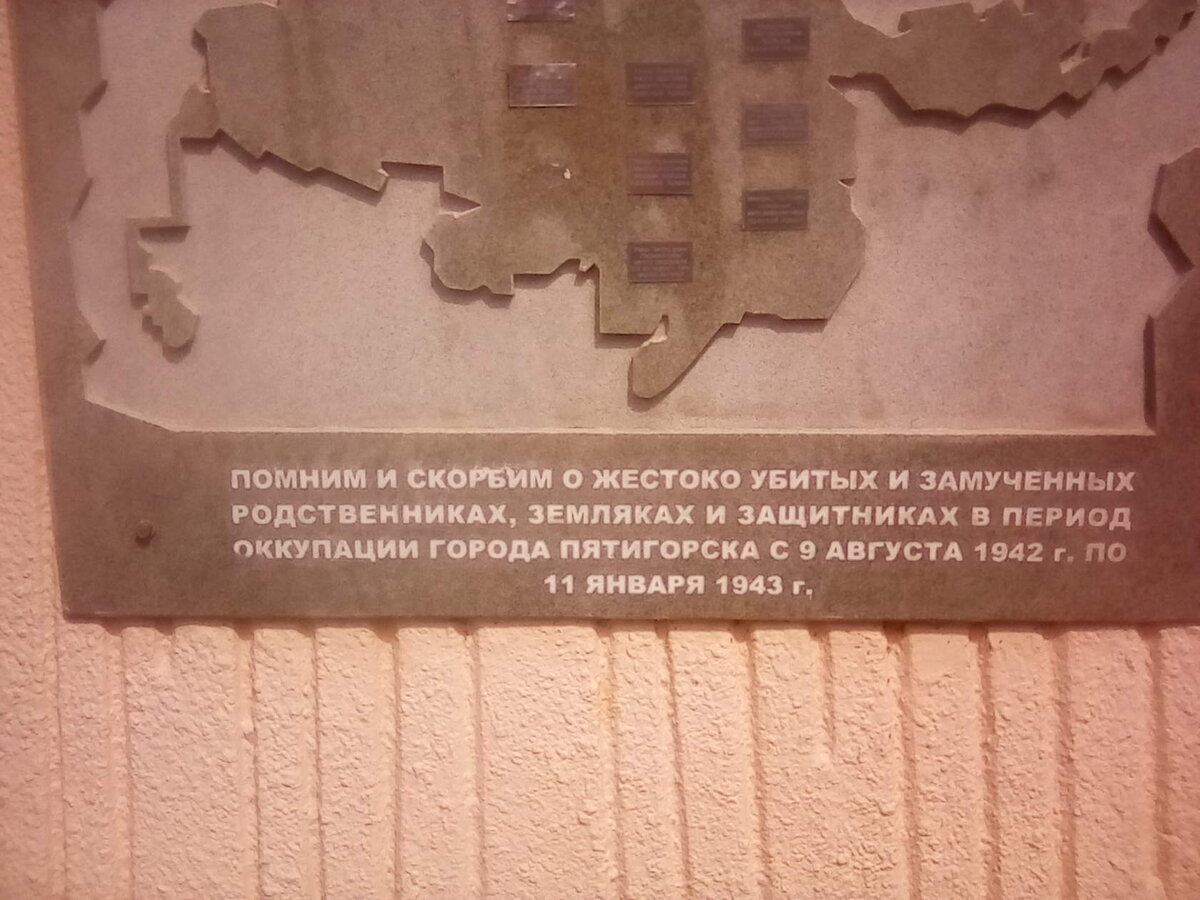 ПОМНИМ И СКОРБИМ О ЖЕСТОКО УБИТЫХ И ЗАМУЧЕННЫХ
РОДСТВЕННИКАХ, ЗЕМЛЯКАХ И ЗАЩИТНИКАХ В ПЕРИОД
ОККУПАЦИИ ГОРОДА ПЯТИГОРСКА С 9 АВГУСТА 1942 г. ПО
11 ЯНВАРЯ 1943 г.